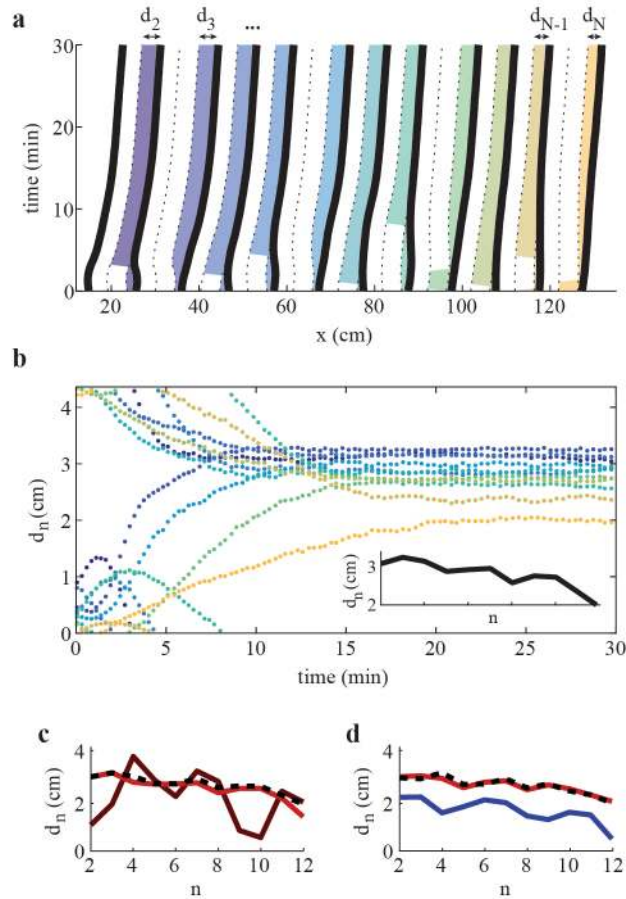 a
d2 d3 ... dN-1 dN
30
20
10
0
time (min)
20 40 60 80 100 120
x (cm)
b
4
3
2
1
0
dn(cm)
3
2
dn(cm)
n
0 5 10 15 20 25 30
time (min)
c
4
2
0
dn (cm)
2 4 6 8 10 12
n
d
4
2
0
dn (cm)
2 4 6 8 10 12
n